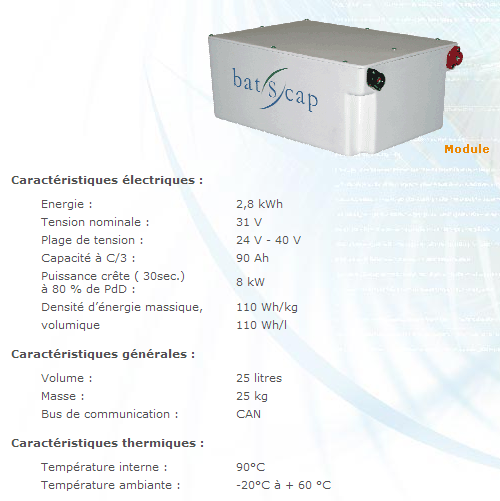 bat/S/cap
Module
Caractéristiques électriques :
Energie : 2,8 kWh
Tension nominale : 31 V
Plage de tension : 24 V - 40 V
Capacité à C/3 : 90 Ah
Puissance crête ( 30sec.)
à 80 % de PdD : 8 kW
Densité d’énergie massique, 110 Wh/kg
volumique 110 Wh/l
Caractéristiques générales :
Volume : 25 litres
Masse : 25 kg
Bus de communication : CAN
Caractéristiques thermiques :
Température interne : 90°C
Température ambiante : -20°C à + 60 °C